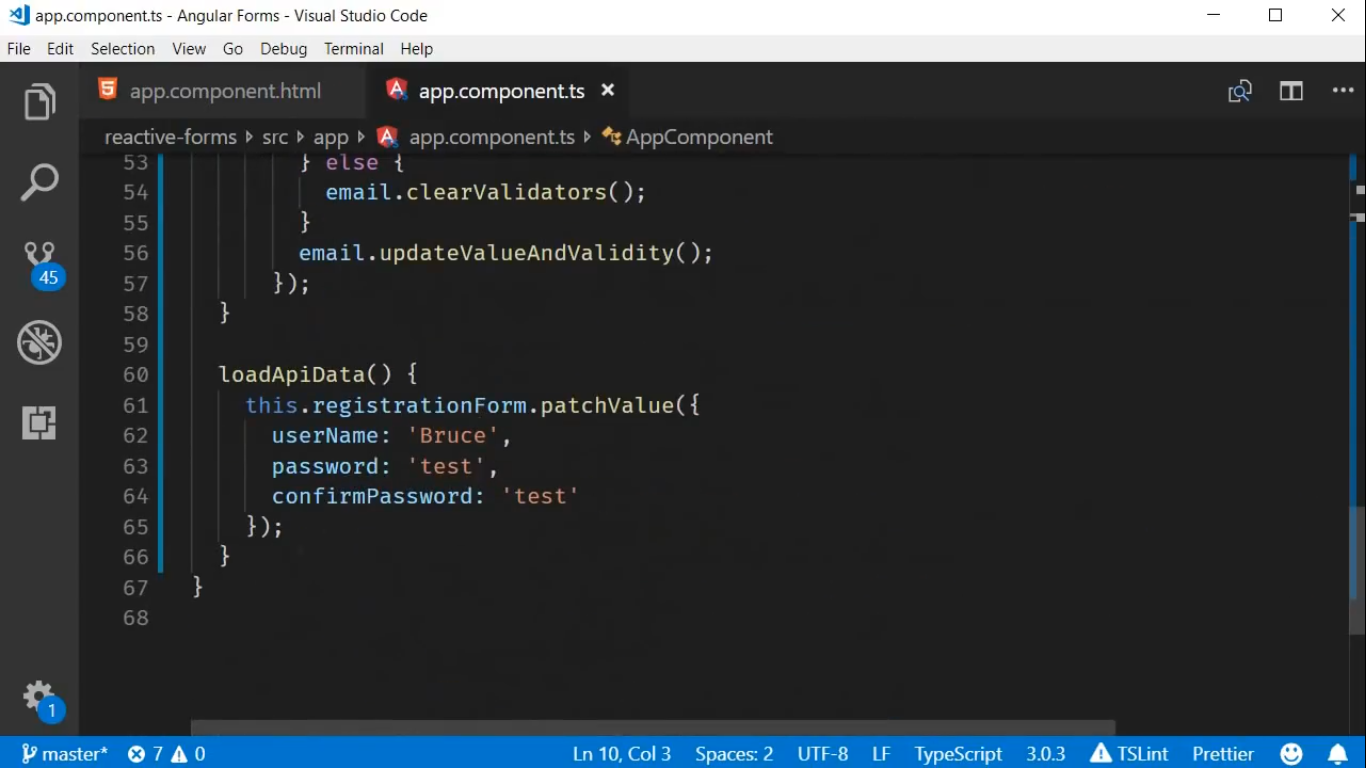 app.component.ts - Angular Forms - Visual Studio Code
File Edit Selection View Go Debug Terminal Help
app.component.html app.component.ts
reactive-forms src app app.component.ts AppComponent
53 } else {
54 email.clearValidators();
55 }
56 email.updateValueAndValidity();
57 });
58 }
59
60 loadApiData() {
61 this.registrationForm.patchValue({
62 userName: 'Bruce',
63 password: 'test',
64 confirmPassword: 'test'
65 });
66 }
67 }
68
45
1
master* 7 0 Ln 10, Col 3 Spaces: 2 UTF-8 LF TypeScript 3.0.3 TSLint Prettier